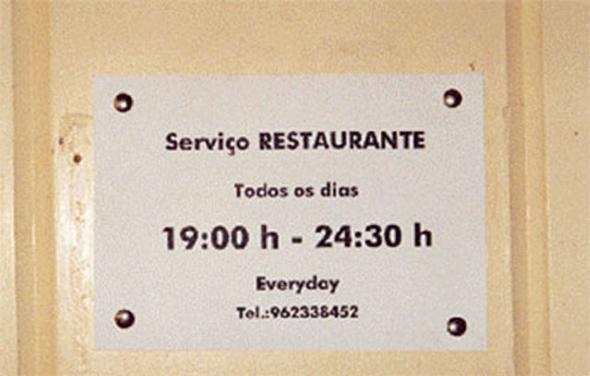 Serviço RESTAURANTE
Todos os dias
19:00 h - 24:30 h
Everyday
Tel.:962338452